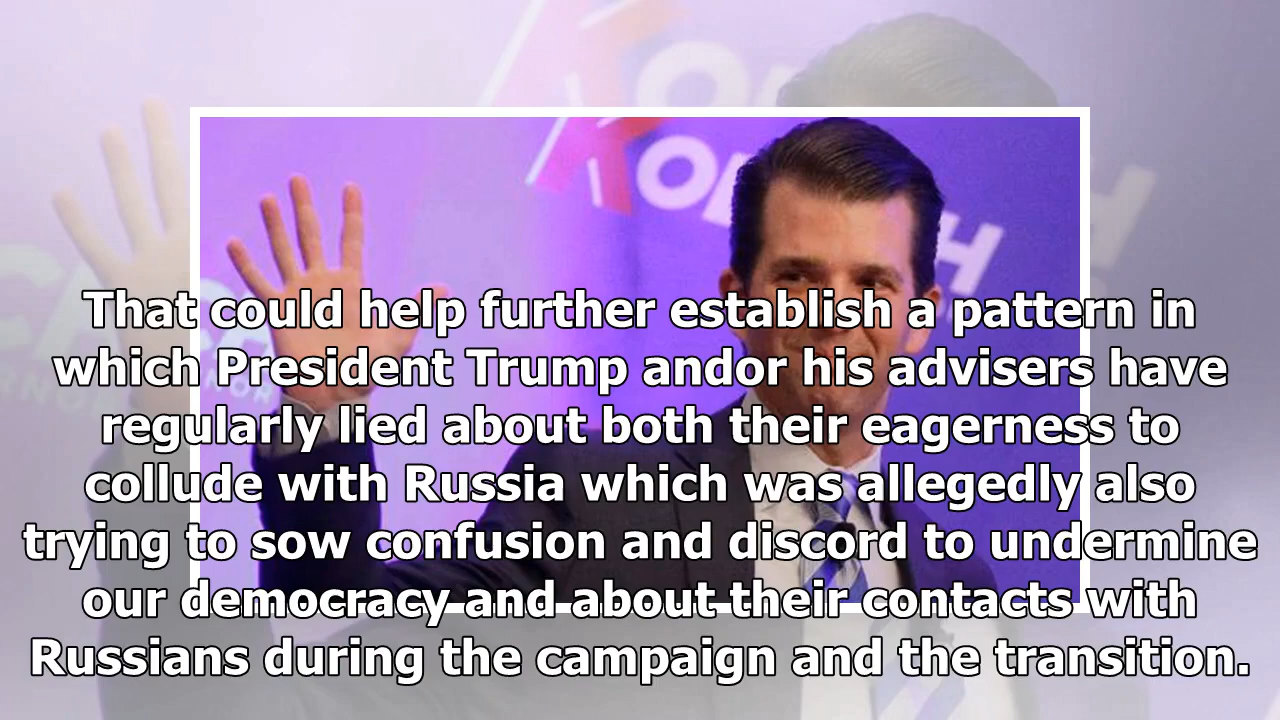 That could help further establish a pattern in
which President Trump andor his advisers have
regularly lied about both their eagerness to
collude with Russia which was allegedly also
trying to sow confusion and discord to undermine
our democracy and about their contacts with
Russians during the campaign and the transition.